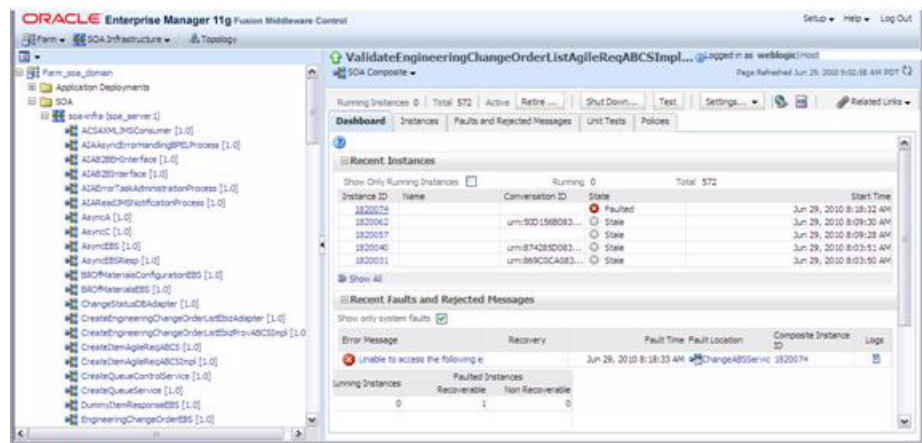 ORACLE Enterprise Manager 11g Fusion Middleware Control
Setup Help Log Out
Farm SOA Infrastructure Topology
Farm_soa_domain
Application Deployments
SOA
soa-infra (soa_server1)
ACSAXMLJMSConsumer [1.0]
AIAAsyncErrorHandlingBPELProcess [1.0]
AIAB2BEHInterface [1.0]
AIAB2BInterface [1.0]
AIAErrorTaskAdministrationProcess [1.0]
AIAReadJMSNotificationProcess [1.0]
AsyncA [1.0]
AsyncC [1.0]
AsyncEBS [1.0]
AsyncEBSResp [1.0]
BillOfMaterialsConfigurationEBS [1.0]
BillOfMaterialsEBS [1.0]
ChangeStatusDBAdapter [1.0]
CreateEngineeringChangeOrderListEbizAdapter [1.0]
CreateEngineeringChangeOrderListEbizProvABCSImpl [1.0
CreateItemAgileReqABCS [1.0]
CreateItemAgileReqABCSImpl [1.0]
CreateQueueControlService [1.0]
CreateQueueService [1.0]
DummyItemResponseEBS [1.0]
EngineeringChangeOrderEBS [1.0]
ValidateEngineeringChangeOrderListAgileReqABCSImpl... Logged in as weblogic|Host
SOA Composite Page Refreshed Jun 29, 2010 9:02:38 AM PDT
Running Instances 0 Total 572 Active Retire ... Shut Down... Test Settings... Related Links
Dashboard Instances Faults and Rejected Messages Unit Tests Policies
Recent Instances
Show Only Running Instances Running 0 Total 572
Instance ID Name Conversation ID State Start Time
1820074 Faulted Jun 29, 2010 8:18:32 AM
1820062 urn:50D156B083... Stale Jun 29, 2010 8:09:30 AM
1820057 Stale Jun 29, 2010 8:09:28 AM
1820040 urn:874285D083... Stale Jun 29, 2010 8:03:51 AM
1820031 urn:869C0CA083... Stale Jun 29, 2010 8:03:50 AM
Show All
Recent Faults and Rejected Messages
Show only system faults
Error Message Recovery Fault Time Fault Location Composite Instance ID Logs
Unable to access the following e Jun 29, 2010 8:18:33 AM ChangeABSServic 1820074
unning Instances Faulted Instances
Recoverable Non Recoverable
0 1 0